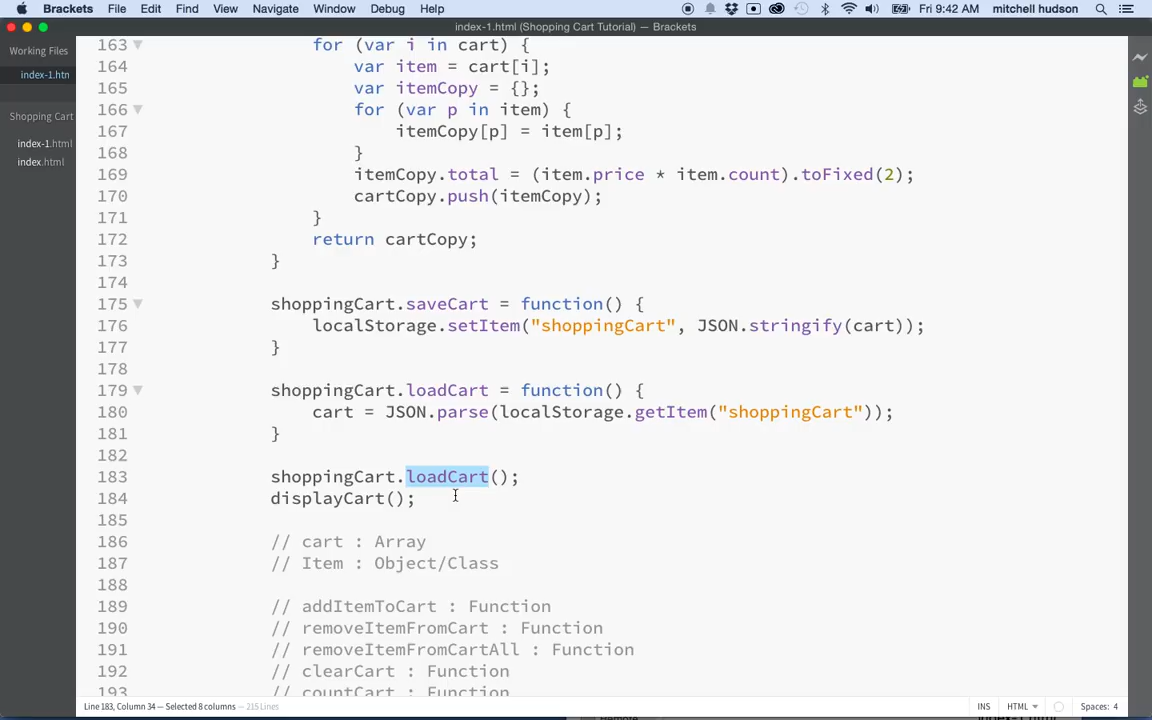 Brackets File Edit Find View Navigate Window Debug Help Fri 9:42 AM mitchell hudson
index-1.html (Shopping Cart Tutorial) — Brackets
Working Files
index-1.htm
Shopping Cart
index-1.html
index.html
163 for (var i in cart) {
164 var item = cart[i];
165 var itemCopy = {};
166 for (var p in item) {
167 itemCopy[p] = item[p];
168 }
169 itemCopy.total = (item.price * item.count).toFixed(2);
170 cartCopy.push(itemCopy);
171 }
172 return cartCopy;
173 }
174
175 shoppingCart.saveCart = function() {
176 localStorage.setItem("shoppingCart", JSON.stringify(cart));
177 }
178
179 shoppingCart.loadCart = function() {
180 cart = JSON.parse(localStorage.getItem("shoppingCart"));
181 }
182
183 shoppingCart.loadCart();
184 displayCart();
185
186 // cart : Array
187 // Item : Object/Class
188
189 // addItemToCart : Function
190 // removeItemFromCart : Function
191 // removeItemFromCartAll : Function
192 // clearCart : Function
193 // countCart : Function
Line 183, Column 34 — Selected 8 columns — 215 Lines INS HTML Spaces: 4